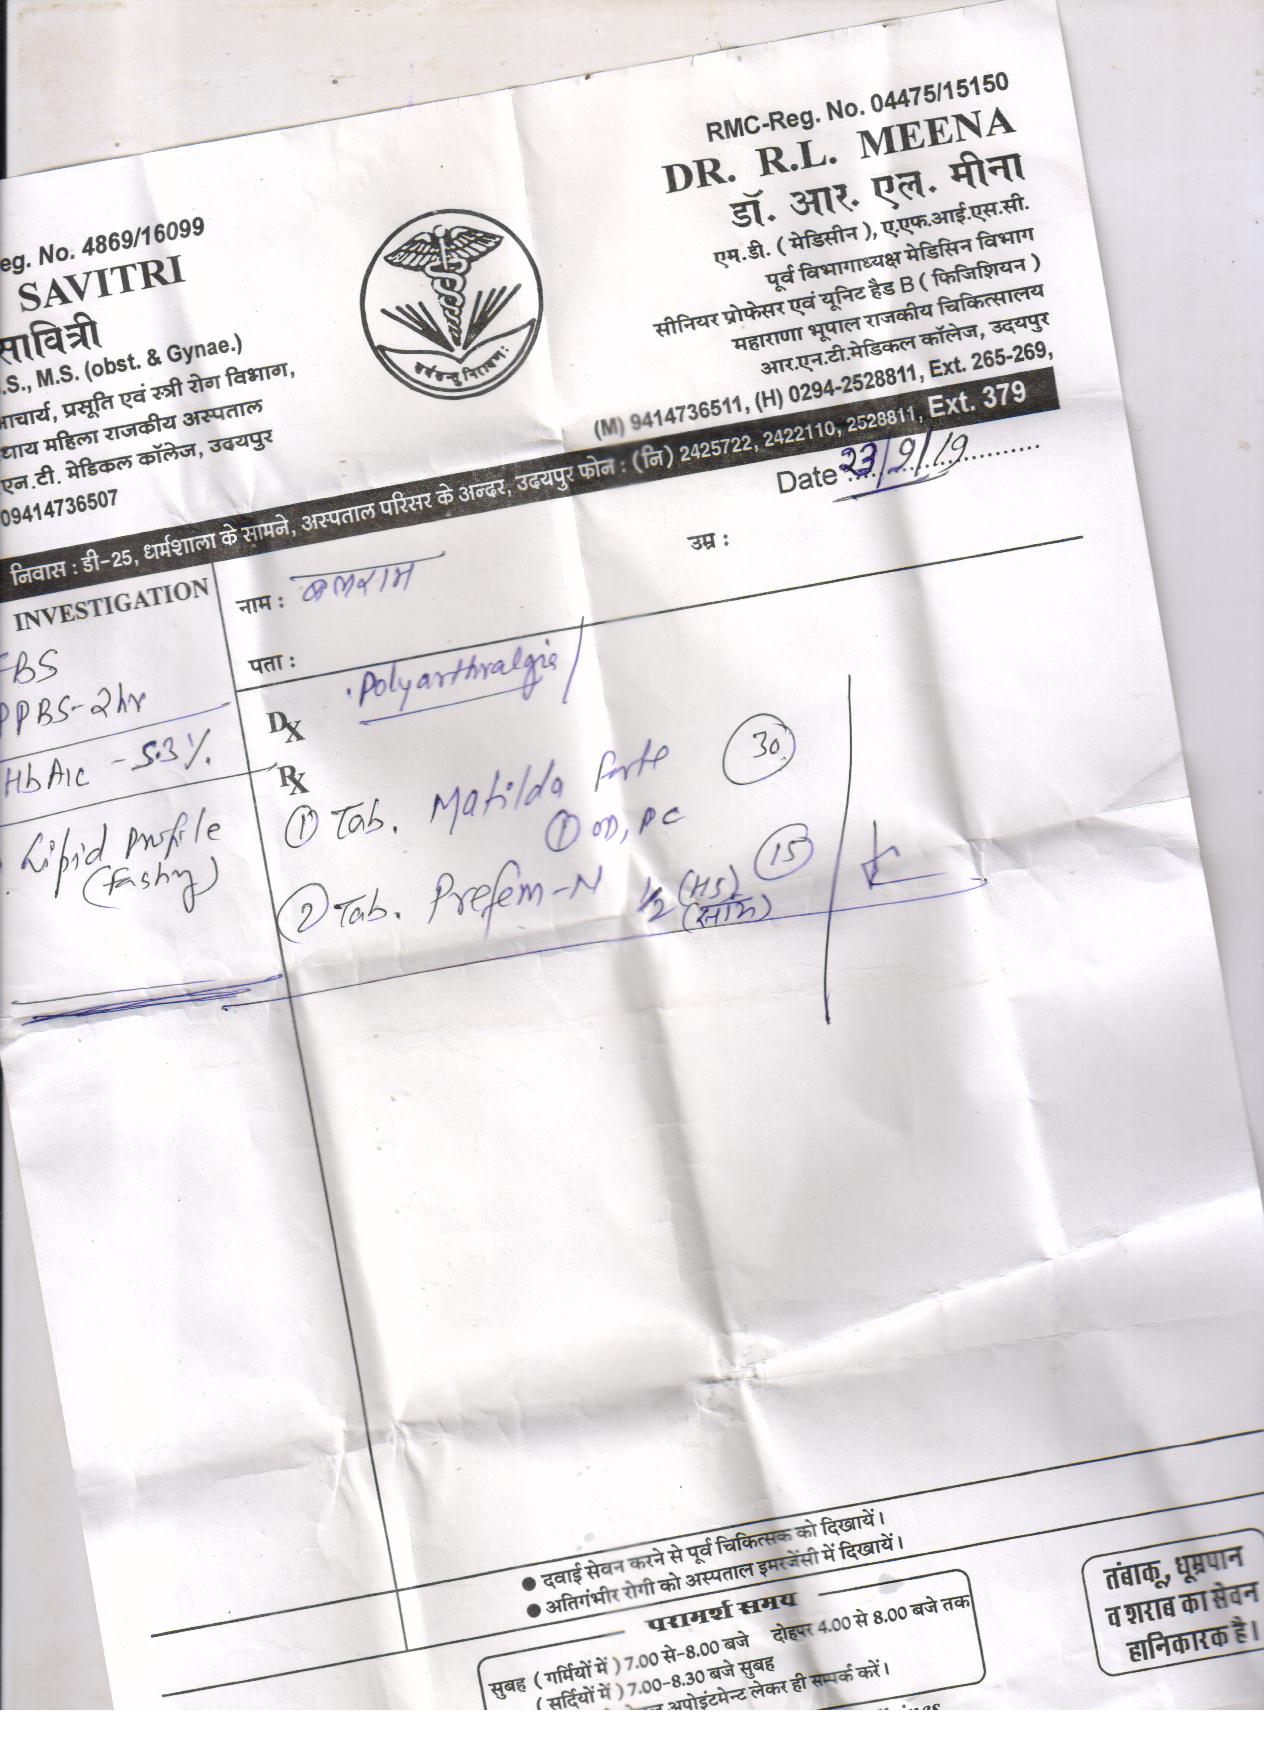 RMC-Reg. No. 04475/15150
DR. R.L. MEENA
डॉ. आर. एल. मीना
एम.डी. ( मेडिसीन ), ए.एफ.आई.एस.सी.
पूर्व विभागाध्यक्ष मेडिसिन विभाग
सीनियर प्रोफेसर एवं यूनिट हैड B ( फिजिशियन )
महाराणा भूपाल राजकीय चिकित्सालय
आर.एन.टी.मेडिकल कॉलेज, उदयपुर
(M) 9414736511, (H) 0294-2528811, Ext. 265-269,
eg. No. 4869/16099
SAVITRI
सावित्री
.S., M.S. (obst. & Gynae.)
आचार्य, प्रसूति एवं स्त्री रोग विभाग,
धाय महिला राजकीय अस्पताल
एन.टी. मेडिकल कॉलेज, उदयपुर
09414736507
निवास : डी-25, धर्मशाला के सामने, अस्पताल परिसर के अन्दर, उदयपुर फोन : (नि) 2425722, 2422110, 2528811, Ext. 379
Date 23/9/19
INVESTIGATION
नाम :
उम्र :
पता :
FBS
PPBS-2hr
HbA1c - 5.3%
Lipid Profile
(Fasting)
Dx
Polyarthralgia
Rx
① Tab. Matilda Forte 30
① OD, PC
② Tab. Prefem-N ½ (HS) 15
(साँझ)
● दवाई सेवन करने से पूर्व चिकित्सक को दिखायें।
● अतिगंभीर रोगी को अस्पताल इमरजेंसी में दिखायें।
परामर्श समय
सुबह ( गर्मियों में ) 7.00 से-8.00 बजे दोहपर 4.00 से 8.00 बजे तक
( सर्दियों में ) 7.00-8.30 बजे सुबह
अपोइंटमेन्ट लेकर ही सम्पर्क करें।
तंबाकू, धूम्रपान
व शराब का सेवन
हानिकारक है।